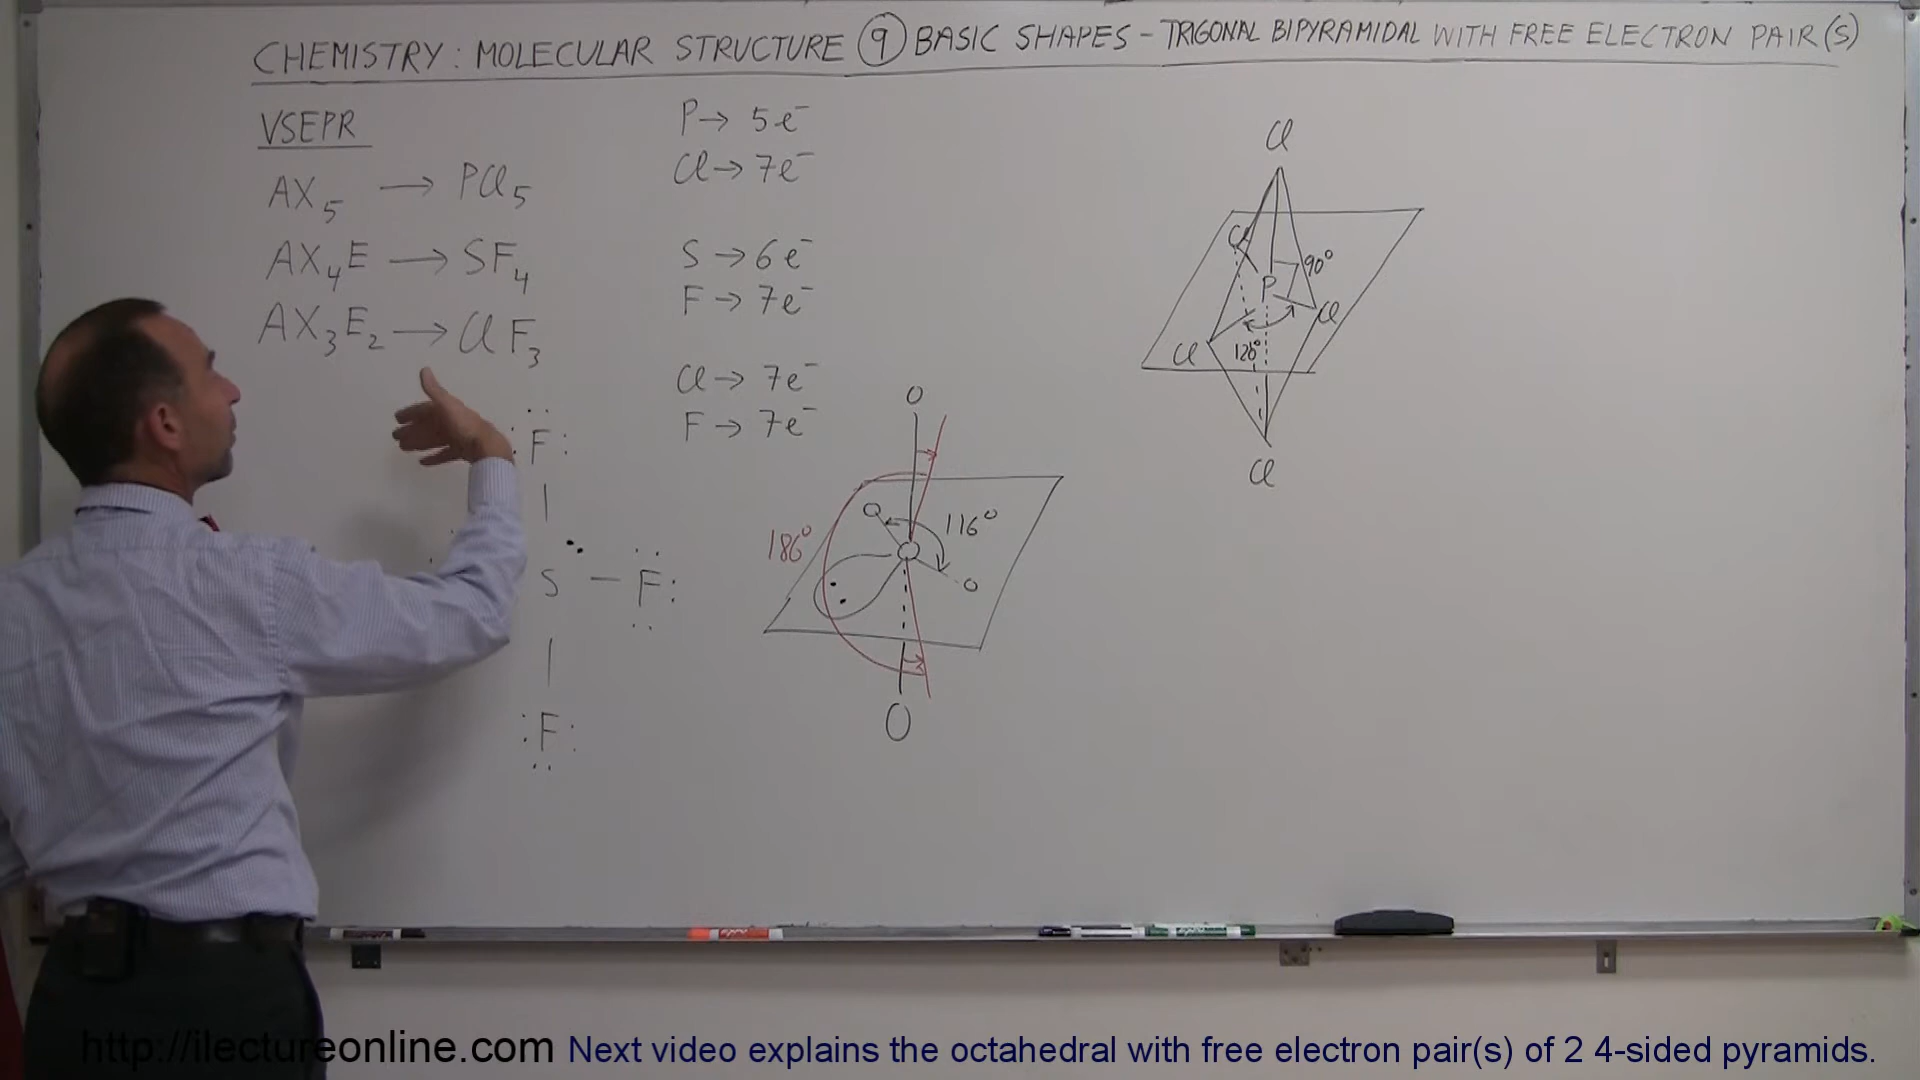 CHEMISTRY: MOLECULAR STRUCTURE ⑨ BASIC SHAPES - TRIGONAL BIPYRAMIDAL WITH FREE ELECTRON PAIR(S)
VSEPR
AX₅ → PCl₅
AX₄E → SF₄
AX₃E₂ → ClF₃
P → 5e⁻
Cl → 7e⁻
S → 6e⁻
F → 7e⁻
Cl → 7e⁻
F → 7e⁻
:F:
S – F:
:F:
186°
116°
Cl
Cl
90°
P
Cl
Cl
120°
Cl
http://ilectureonline.com Next video explains the octahedral with free electron pair(s) of 2 4-sided pyramids.